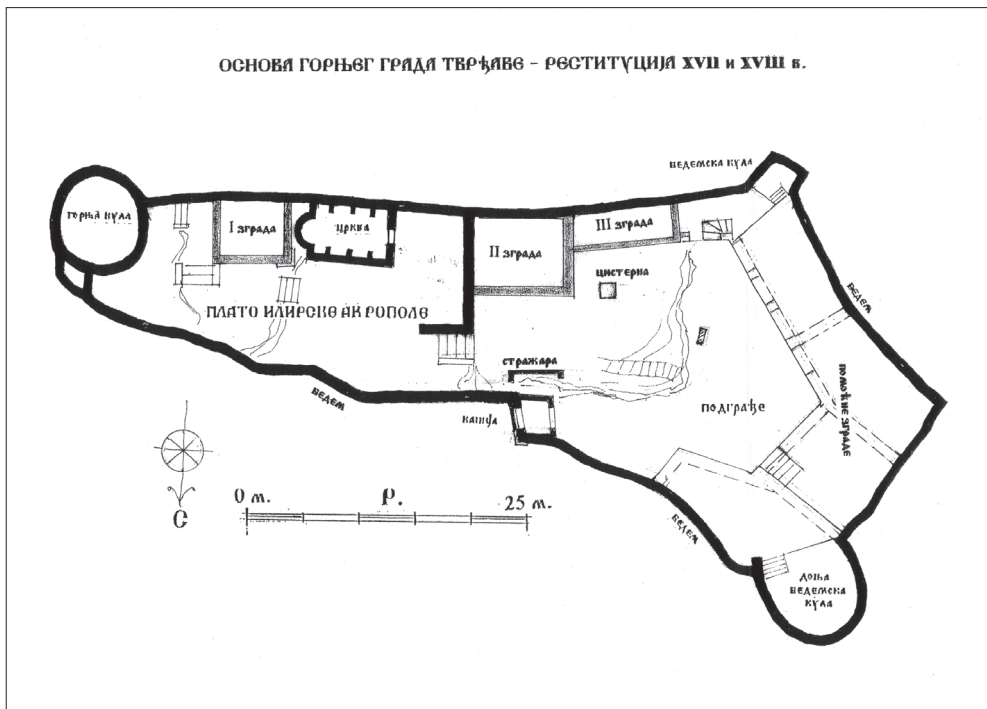 ОСНОВА ГОРЊЕГ ГРАДА ТВРЂАВЕ – РЕСТИТУЦИЈА XVII и XVIII в.
БЕДЕМСКА КУЛА
ГОРЊА КУЛА
I зграда
ЦРКВА
II зграда
III зграда
ЦИСТЕРНА
БЕДЕМ
ПЛАТО ИЛИРСКЕ АКРОПОЛЕ
СТРАЖАРА
БЕДЕМ
КАПИЈА
ПОДГРАЂЕ
ПОМОЋНЕ ЗГРАДЕ
С
0 м.
Р.
25 м.
БЕДЕМ
ДОЊА
БЕДЕМСКА
КУЛА